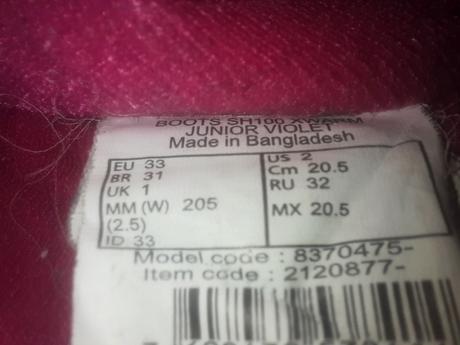 BOOTS SH100 XWARM
JUNIOR VIOLET
Made in Bangladesh
EU 33
BR 31
UK 1
MM (W) 205
(2.5)
ID 33
US 2
Cm 20.5
RU 32
MX 20.5
Model code : 8370475-
Item code : 2120877-